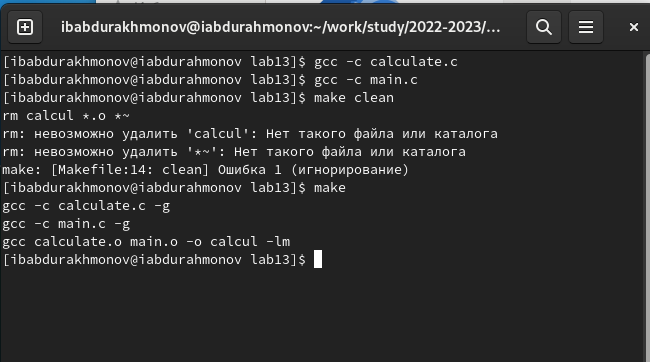 ibabdurakhmonov@iabdurahmonov:~/work/study/2022-2023/...
[ibabdurakhmonov@iabdurahmonov lab13]$ gcc -c calculate.c
[ibabdurakhmonov@iabdurahmonov lab13]$ gcc -c main.c
[ibabdurakhmonov@iabdurahmonov lab13]$ make clean
rm calcul *.o *~
rm: невозможно удалить 'calcul': Нет такого файла или каталога
rm: невозможно удалить '*~': Нет такого файла или каталога
make: [Makefile:14: clean] Ошибка 1 (игнорирование)
[ibabdurakhmonov@iabdurahmonov lab13]$ make
gcc -c calculate.c -g
gcc -c main.c -g
gcc calculate.o main.o -o calcul -lm
[ibabdurakhmonov@iabdurahmonov lab13]$